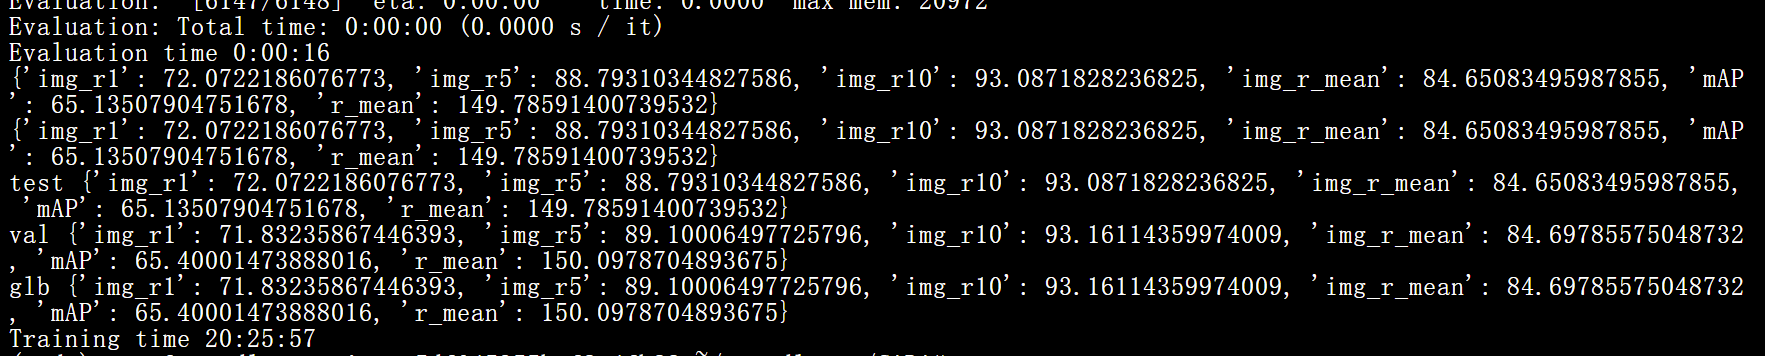 Evaluation:  [6147/6148]  eta: 0:00:00    time: 0.0000  max mem: 20972
Evaluation: Total time: 0:00:00 (0.0000 s / it)
Evaluation time 0:00:16
{'img_r1': 72.0722186076773, 'img_r5': 88.79310344827586, 'img_r10': 93.0871828236825, 'img_r_mean': 84.65083495987855, 'mAP
': 65.13507904751678, 'r_mean': 149.78591400739532}
{'img_r1': 72.0722186076773, 'img_r5': 88.79310344827586, 'img_r10': 93.0871828236825, 'img_r_mean': 84.65083495987855, 'mAP
': 65.13507904751678, 'r_mean': 149.78591400739532}
test {'img_r1': 72.0722186076773, 'img_r5': 88.79310344827586, 'img_r10': 93.0871828236825, 'img_r_mean': 84.65083495987855,
 'mAP': 65.13507904751678, 'r_mean': 149.78591400739532}
val {'img_r1': 71.83235867446393, 'img_r5': 89.10006497725796, 'img_r10': 93.16114359974009, 'img_r_mean': 84.69785575048732
, 'mAP': 65.40001473888016, 'r_mean': 150.0978704893675}
glb {'img_r1': 71.83235867446393, 'img_r5': 89.10006497725796, 'img_r10': 93.16114359974009, 'img_r_mean': 84.69785575048732
, 'mAP': 65.40001473888016, 'r_mean': 150.0978704893675}
Training time 20:25:57